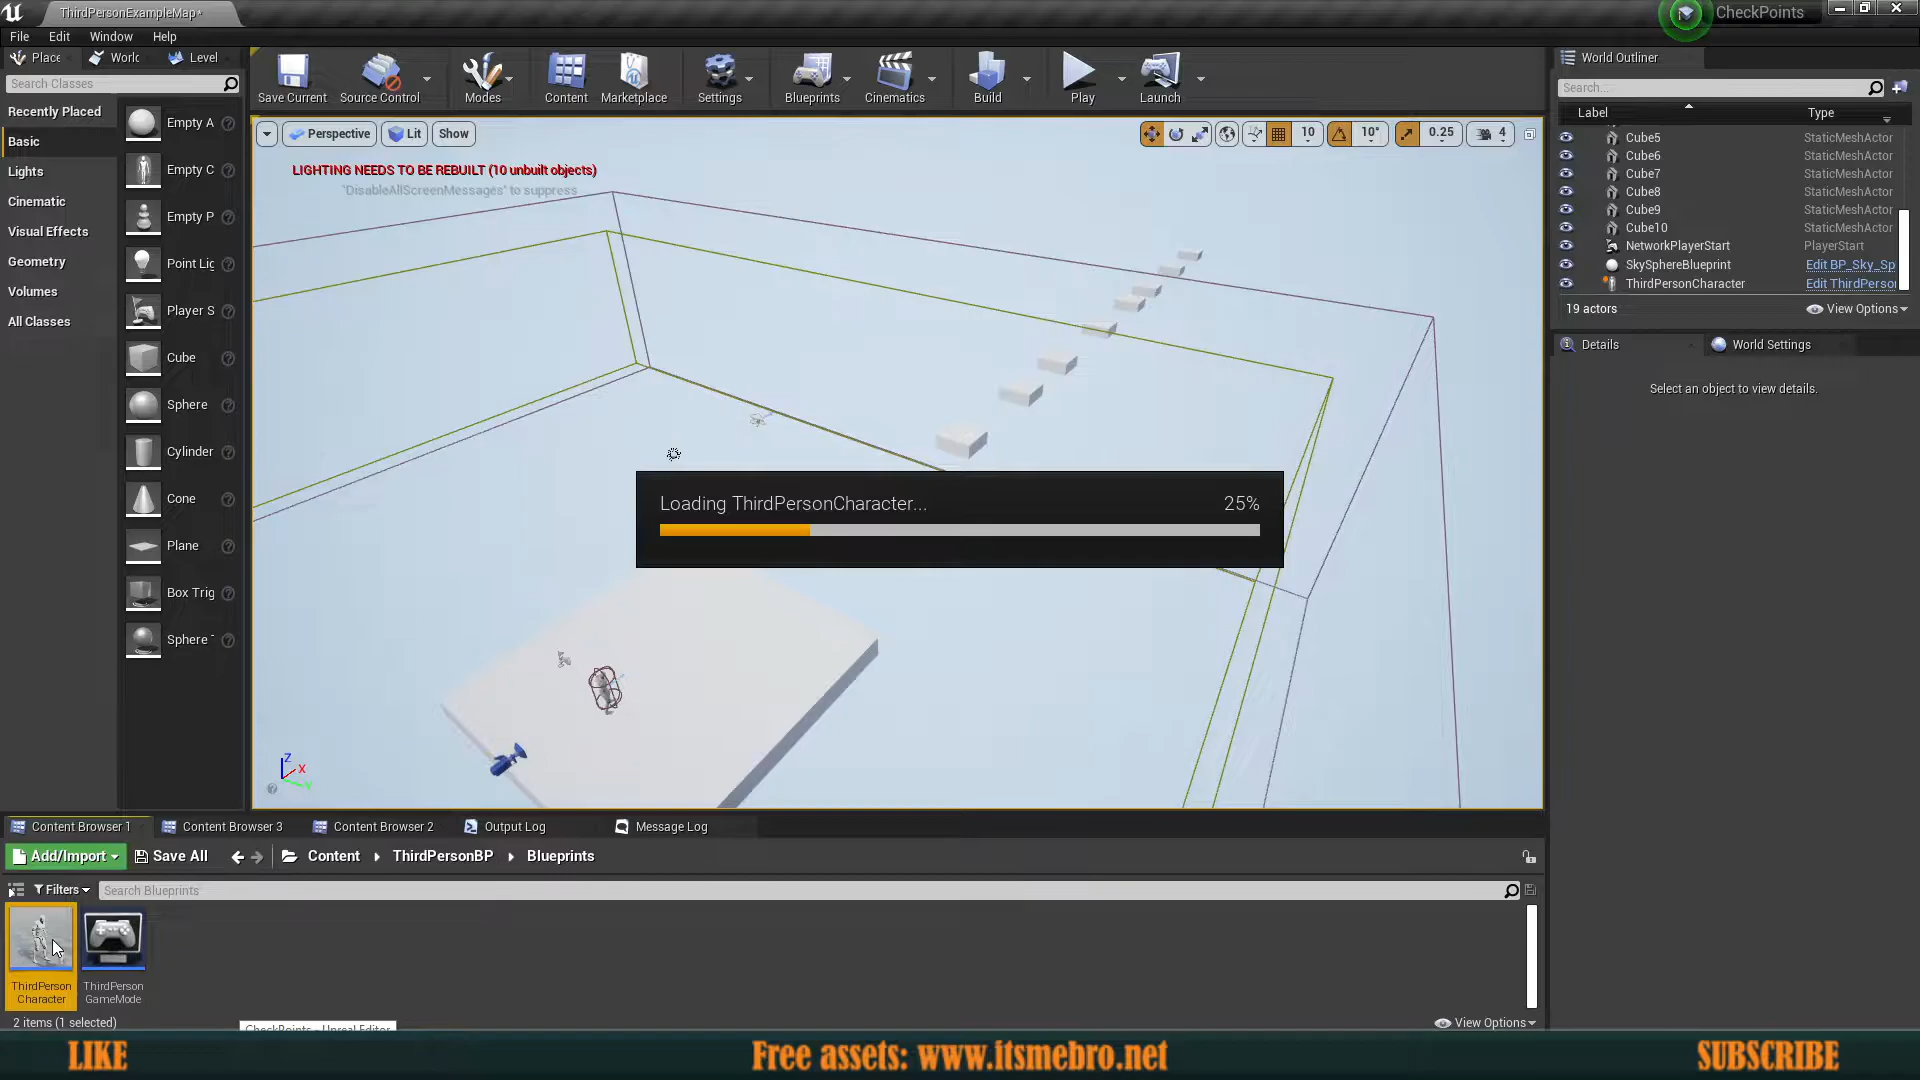 ThirdPersonExampleMap*
CheckPoints
File
Edit
Window
Help
Place
World
Level
Search Classes
Recently Placed
Basic
Lights
Cinematic
Visual Effects
Geometry
Volumes
All Classes
Empty A
Empty C
Empty P
Point Lig
Player S
Cube
Sphere
Cylinder
Cone
Plane
Box Trig
Sphere
Save Current
Source Control
Modes
Content
Marketplace
Settings
Blueprints
Cinematics
Build
Play
Launch
Perspective
Lit
Show
10
10°
0.25
4
LIGHTING NEEDS TO BE REBUILT (10 unbuilt objects)
'DisableAllScreenMessages' to suppress
Loading ThirdPersonCharacter...
25%
Z
X
Y
World Outliner
Search...
Label
Type
Cube5 StaticMeshActor
Cube6 StaticMeshActor
Cube7 StaticMeshActor
Cube8 StaticMeshActor
Cube9 StaticMeshActor
Cube10 StaticMeshActor
NetworkPlayerStart PlayerStart
SkySphereBlueprint Edit BP_Sky_Sp
ThirdPersonCharacter Edit ThirdPerso
19 actors
View Options
Details
World Settings
Select an object to view details.
Content Browser 1
Content Browser 3
Content Browser 2
Output Log
Message Log
Add/Import
Save All
Content
ThirdPersonBP
Blueprints
Filters
Search Blueprints
ThirdPerson
Character
ThirdPerson
GameMode
2 items (1 selected)
CheckPoints - Unreal Editor
View Options
LIKE
Free assets: www.itsmebro.net
SUBSCRIBE